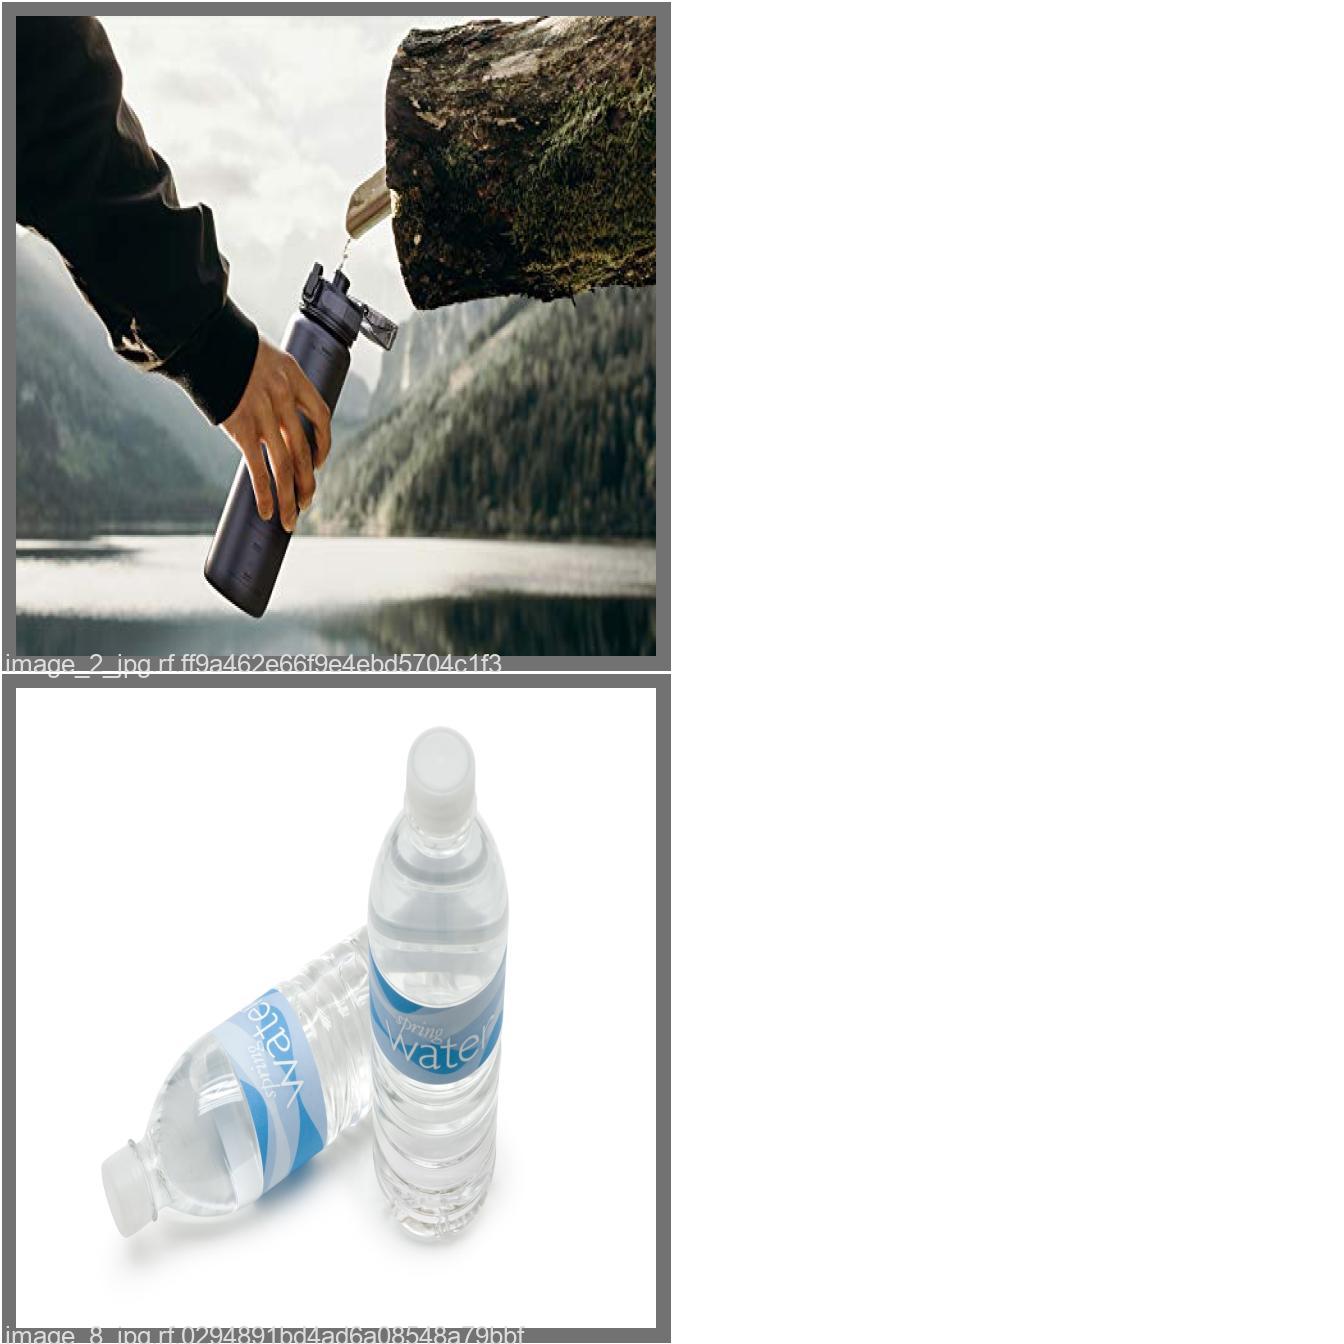 image_2_jpg.rf.ff9a462e66f9e4ebd5704c1f3
spring
water
spring
water
image_8_jpg.rf.0294891bd4ad6a08548a79bbf